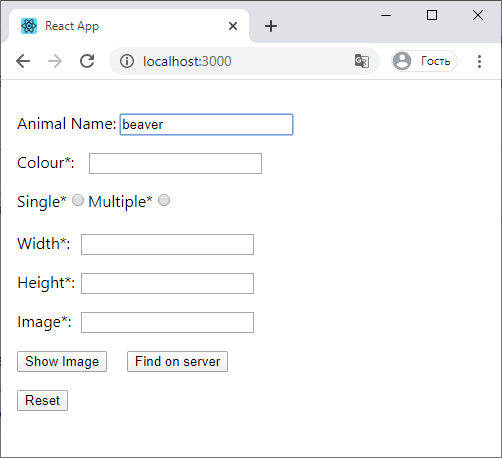 React App
localhost:3000
Гость
Animal Name: beaver
Colour*:
Single* Multiple*
Width*:
Height*:
Image*:
Show Image Find on server
Reset